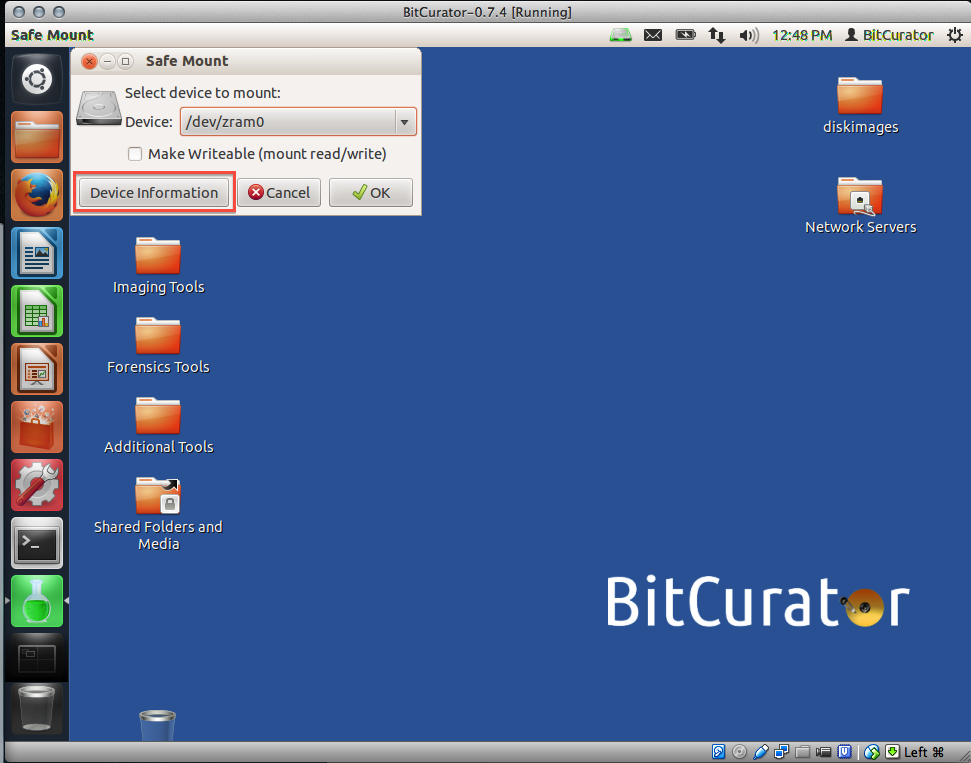 BitCurator-0.7.4 [Running]
Safe Mount
12:48 PM
BitCurator
Safe Mount
Select device to mount:
Device:
/dev/zram0
Make Writeable (mount read/write)
Device Information
Cancel
OK
diskimages
Network Servers
Imaging Tools
Forensics Tools
Additional Tools
Shared Folders and
Media
BitCurator
Left ⌘